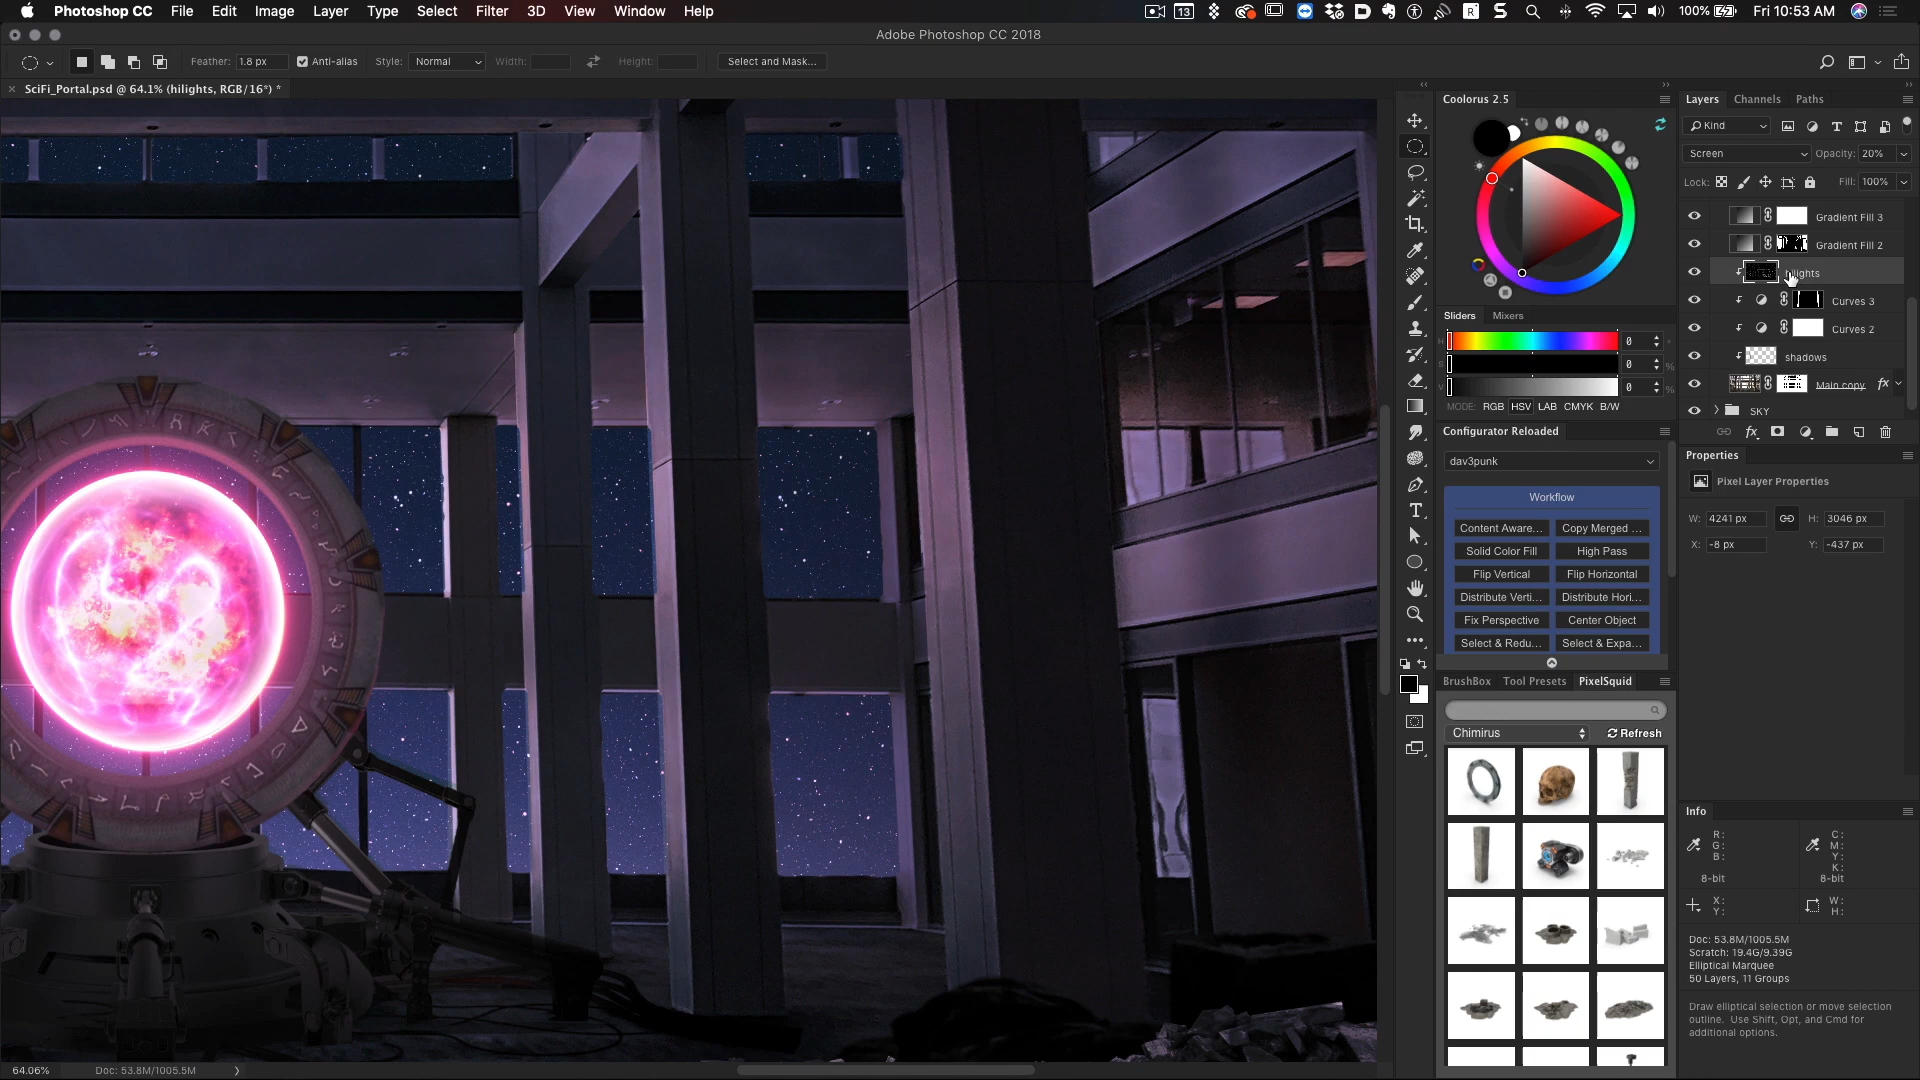 Photoshop CC File Edit Image Layer Type Select Filter 3D View Window Help 13 100% Fri 10:53 AM
Adobe Photoshop CC 2018
Feather: 1.8 px Anti-alias Style: Normal Width: Height: Select and Mask...
SciFi_Portal.psd @ 64.1% (hilights, RGB/16*) *
Coolorus 2.5
Sliders Mixers
H 0 °
S 0 %
V 0 %
MODE: RGB HSV LAB CMYK B/W
Configurator Reloaded
dav3punk
Workflow
Content Aware... Copy Merged ...
Solid Color Fill High Pass
Flip Vertical Flip Horizontal
Distribute Verti... Distribute Hori...
Fix Perspective Center Object
Select & Redu... Select & Expa...
BrushBox Tool Presets PixelSquid
Chimirus Refresh
Layers Channels Paths
Kind
Screen Opacity: 20%
Lock: Fill: 100%
Gradient Fill 3
Gradient Fill 2
hilights
Curves 3
Curves 2
shadows
Main copy fx
SKY
fx
Properties
Pixel Layer Properties
W: 4241 px H: 3046 px
X: -8 px Y: -437 px
Info
R: C:
G: M:
B: Y:
K:
8-bit 8-bit
X: W:
Y: H:
Doc: 53.8M/1005.5M
Scratch: 19.4G/9.39G
Elliptical Marquee
50 Layers, 11 Groups
Draw elliptical selection or move selection
outline. Use Shift, Opt, and Cmd for
additional options.
64.06% Doc: 53.8M/1005.5M